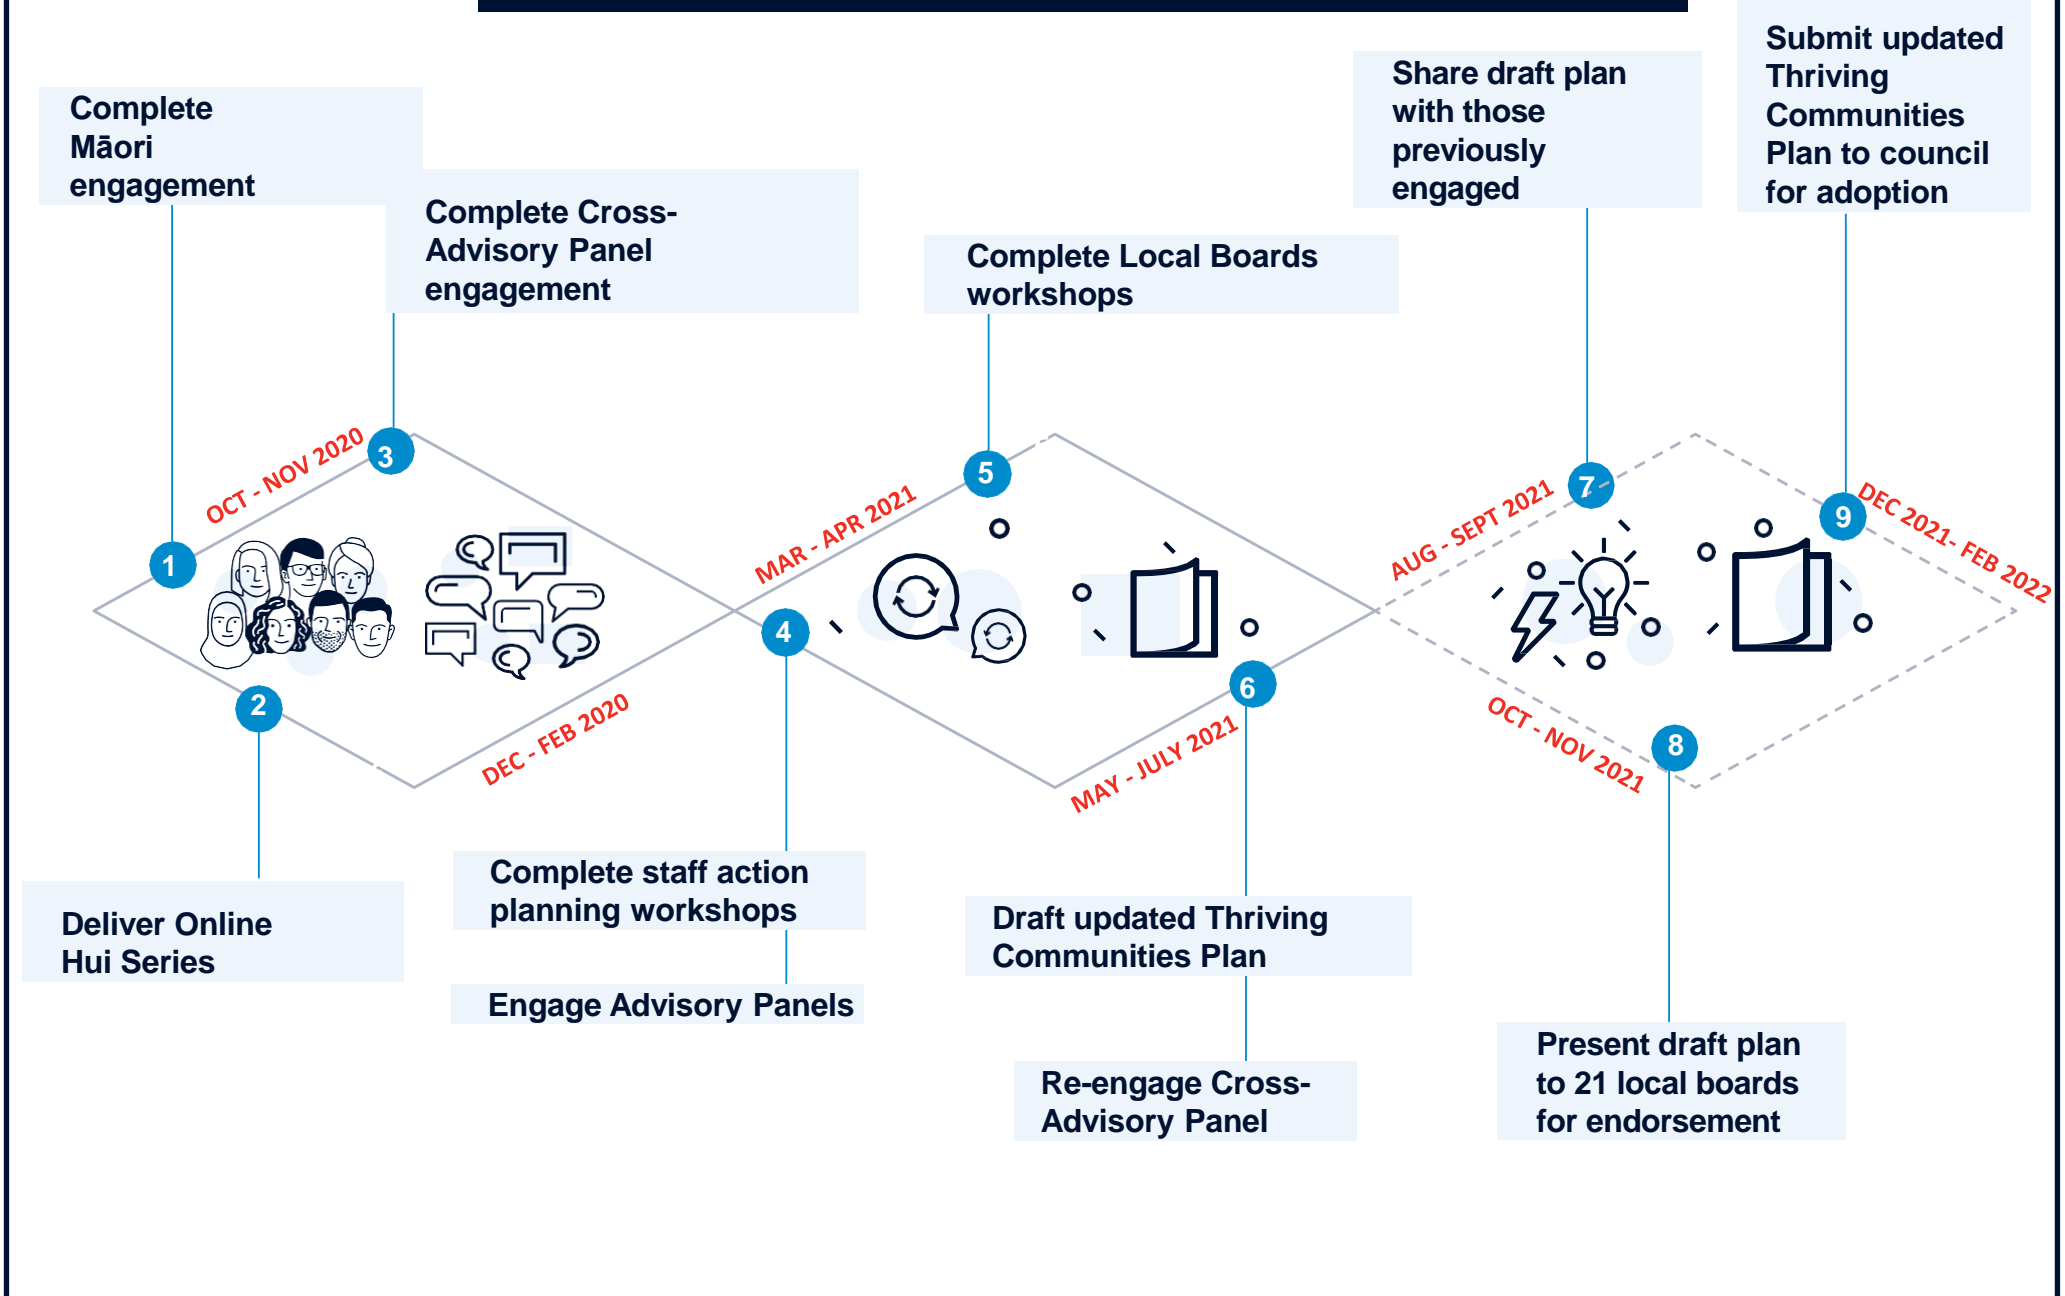 Complete
Māori
engagement
Complete Cross-
Advisory Panel
engagement
Complete Local Boards
workshops
Share draft plan
with those
previously
engaged
Submit updated
Thriving
Communities
Plan to council
for adoption
OCT - NOV 2020
3
1
2
DEC - FEB 2020
MAR - APR 2021
5
4
6
MAY - JULY 2021
AUG - SEPT 2021
7
9
DEC 2021- FEB 2022
OCT - NOV 2021
8
Deliver Online
Hui Series
Complete staff action
planning workshops
Engage Advisory Panels
Draft updated Thriving
Communities Plan
Re-engage Cross-
Advisory Panel
Present draft plan
to 21 local boards
for endorsement